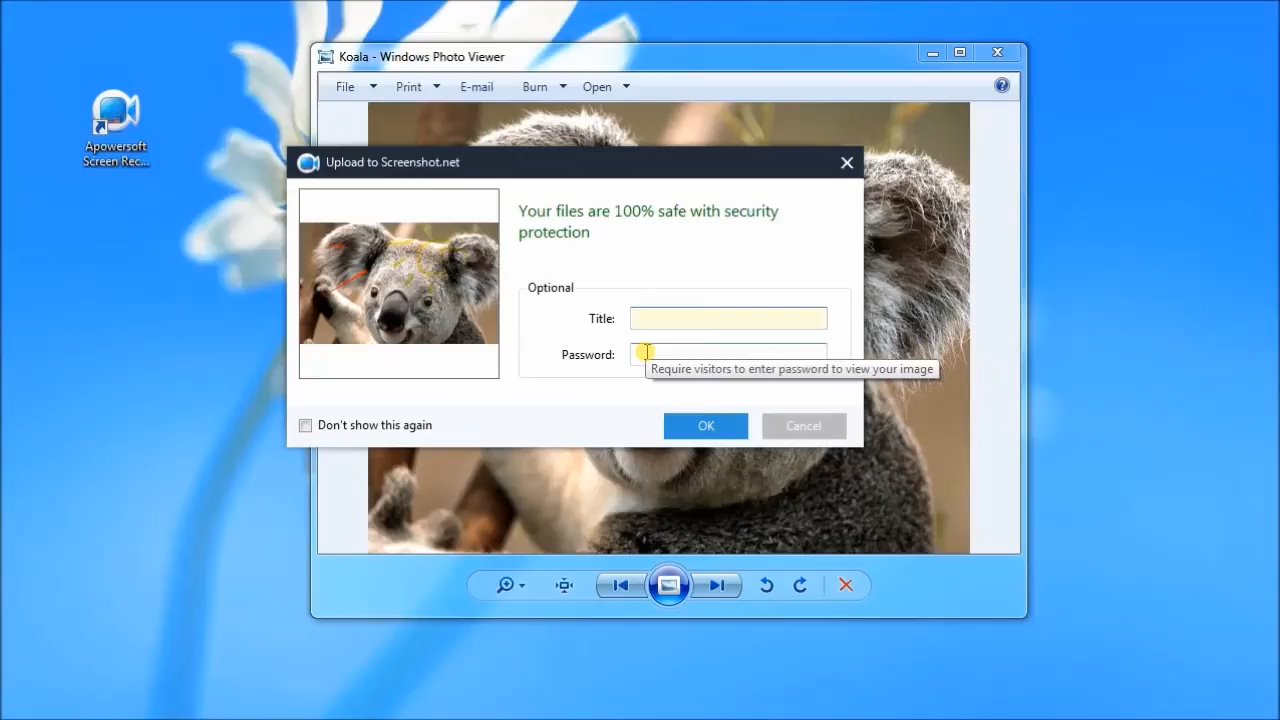 Koala - Windows Photo Viewer
File Print E-mail Burn Open
Apowersoft
Screen Rec...
Upload to Screenshot.net
Your files are 100% safe with security
protection
Optional
Title:
Password:
Require visitors to enter password to view your image
Don't show this again
OK Cancel